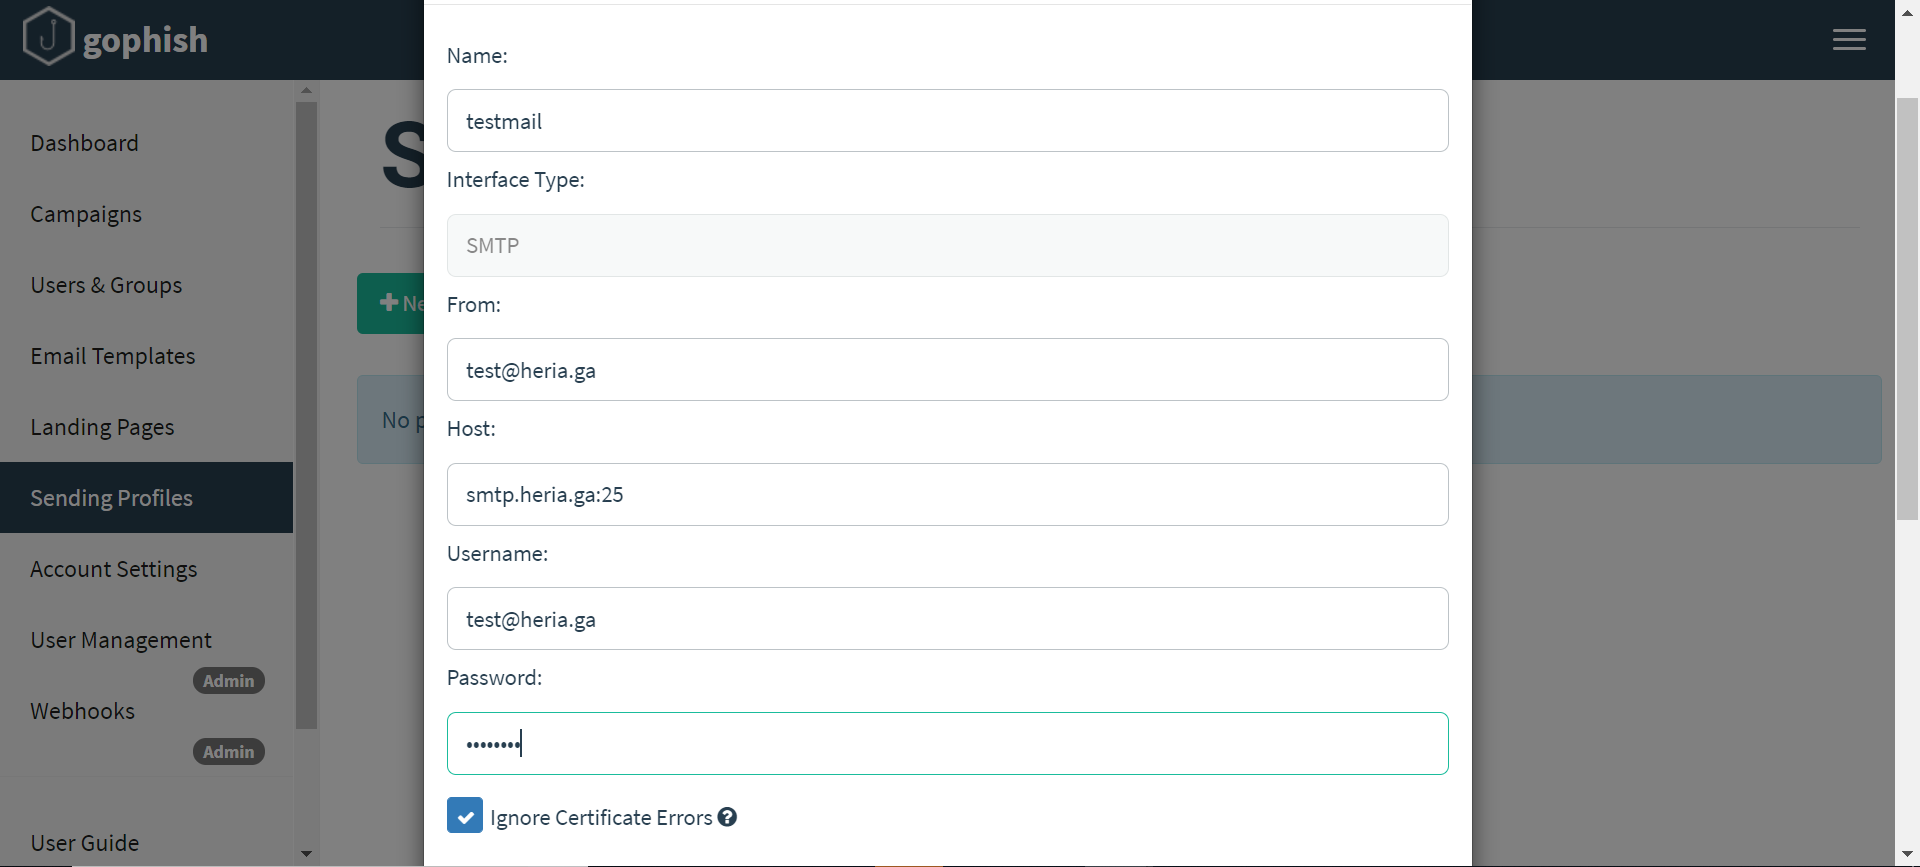 gophish
Dashboard
Campaigns
Users & Groups
Email Templates
Landing Pages
Sending Profiles
Account Settings
User Management
Admin
Webhooks
Admin
User Guide
S
Ne
No p
Name:
testmail
Interface Type:
SMTP
From:
test@heria.ga
Host:
smtp.heria.ga:25
Username:
test@heria.ga
Password:
••••••••
Ignore Certificate Errors